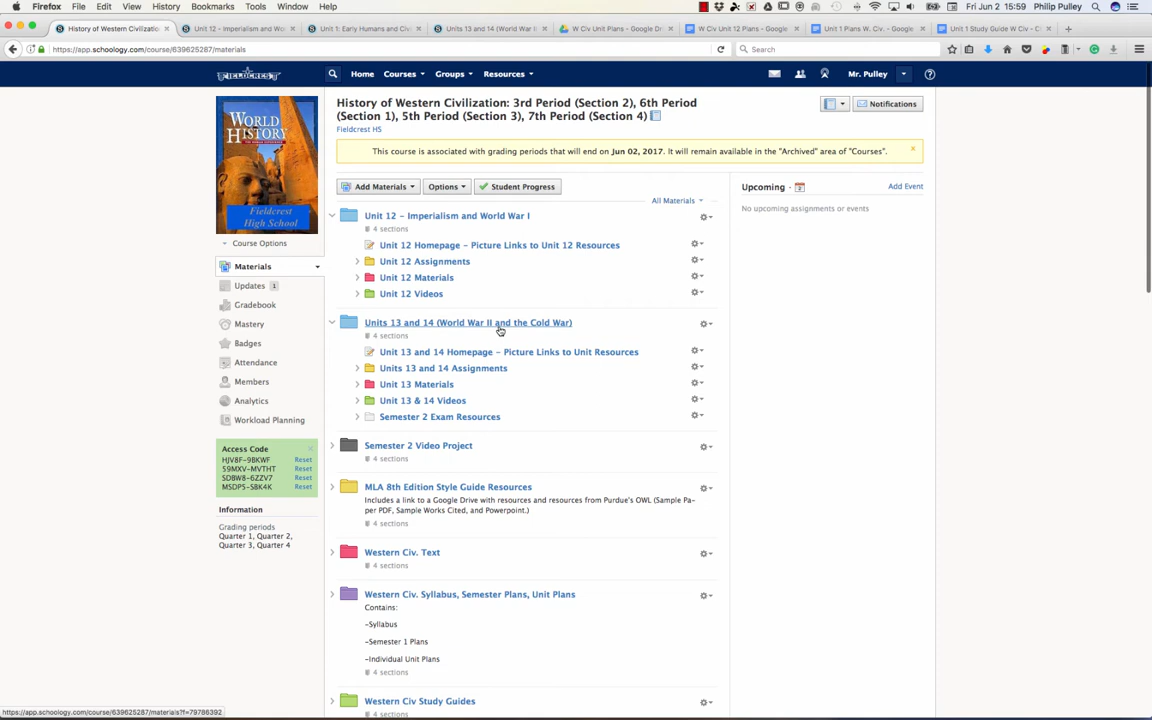 Firefox File Edit View History Bookmarks Tools Window Help Fri Jun 2 15:59 Philip Pulley
History of Western Civilizatio Unit 12 - Imperialism and Wo Unit 1: Early Humans and Civ Units 13 and 14 (World War I W Civ Unit Plans - Google Dr W Civ Unit 12 Plans - Google Unit 1 Plans W. Civ. - Google Unit 1 Study Guide W Civ - C
https://app.schoology.com/course/639625287/materials Search
FIELDCREST Home Courses Groups Resources Mr. Pulley
WORLD
HISTORY
Fieldcrest
High School
Course Options
Materials
Updates 1
Gradebook
Mastery
Badges
Attendance
Members
Analytics
Workload Planning
Access Code
HJV8F-9BKWF Reset
S9MXV-MVTHT Reset
SDBW8-6ZZV7 Reset
MSDP5-SBK4K Reset
Information
Grading periods
Quarter 1, Quarter 2,
Quarter 3, Quarter 4
History of Western Civilization: 3rd Period (Section 2), 6th Period
(Section 1), 5th Period (Section 3), 7th Period (Section 4)
Fieldcrest HS
Notifications
This course is associated with grading periods that will end on Jun 02, 2017. It will remain available in the "Archived" area of "Courses".
Add Materials Options Student Progress
All Materials
Unit 12 - Imperialism and World War I
4 sections
Unit 12 Homepage - Picture Links to Unit 12 Resources
Unit 12 Assignments
Unit 12 Materials
Unit 12 Videos
Units 13 and 14 (World War II and the Cold War)
4 sections
Unit 13 and 14 Homepage - Picture Links to Unit Resources
Units 13 and 14 Assignments
Unit 13 Materials
Unit 13 & 14 Videos
Semester 2 Exam Resources
Semester 2 Video Project
4 sections
MLA 8th Edition Style Guide Resources
Includes a link to a Google Drive with resources and resources from Purdue's OWL (Sample Pa-
per PDF, Sample Works Cited, and Powerpoint.)
4 sections
Western Civ. Text
4 sections
Western Civ. Syllabus, Semester Plans, Unit Plans
Contains:
-Syllabus
-Semester 1 Plans
-Individual Unit Plans
4 sections
Western Civ Study Guides
4 sections
Upcoming Add Event
No upcoming assignments or events
https://app.schoology.com/course/639625287/materials?f=79786392